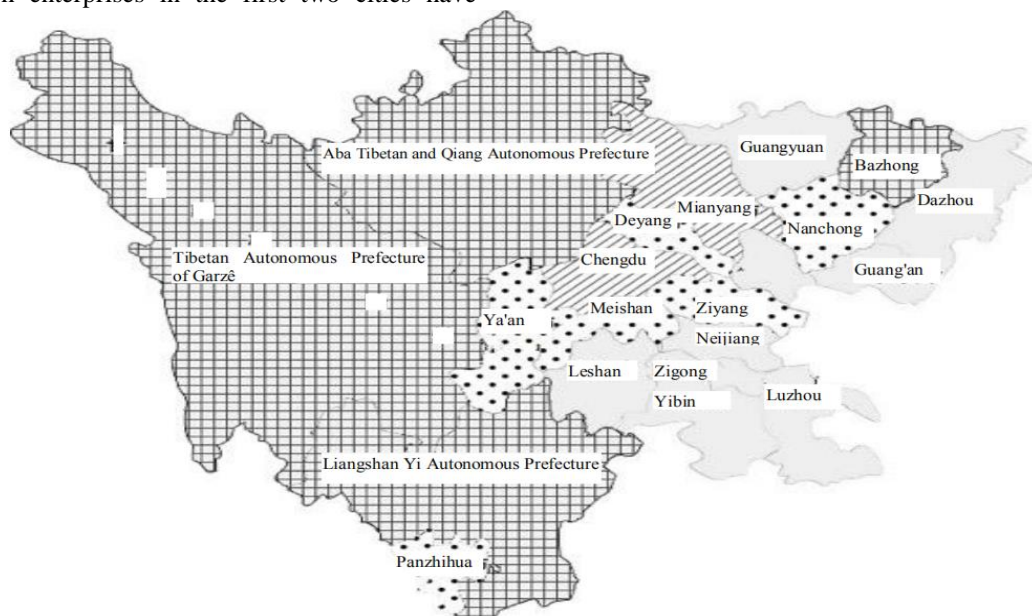 enterprises in the first two cities have
Aba Tibetan and Qiang Autonomous Prefecture
Guangyuan
Bazhong
Dazhou
Deyang
Mianyang
Nanchong
Chengdu
Guang'an
Tibetan Autonomous Prefecture
of Garzê
Meishan
Ziyang
Ya'an
Neijiang
Leshan
Zigong
Luzhou
Yibin
Liangshan Yi Autonomous Prefecture
Panzhihua